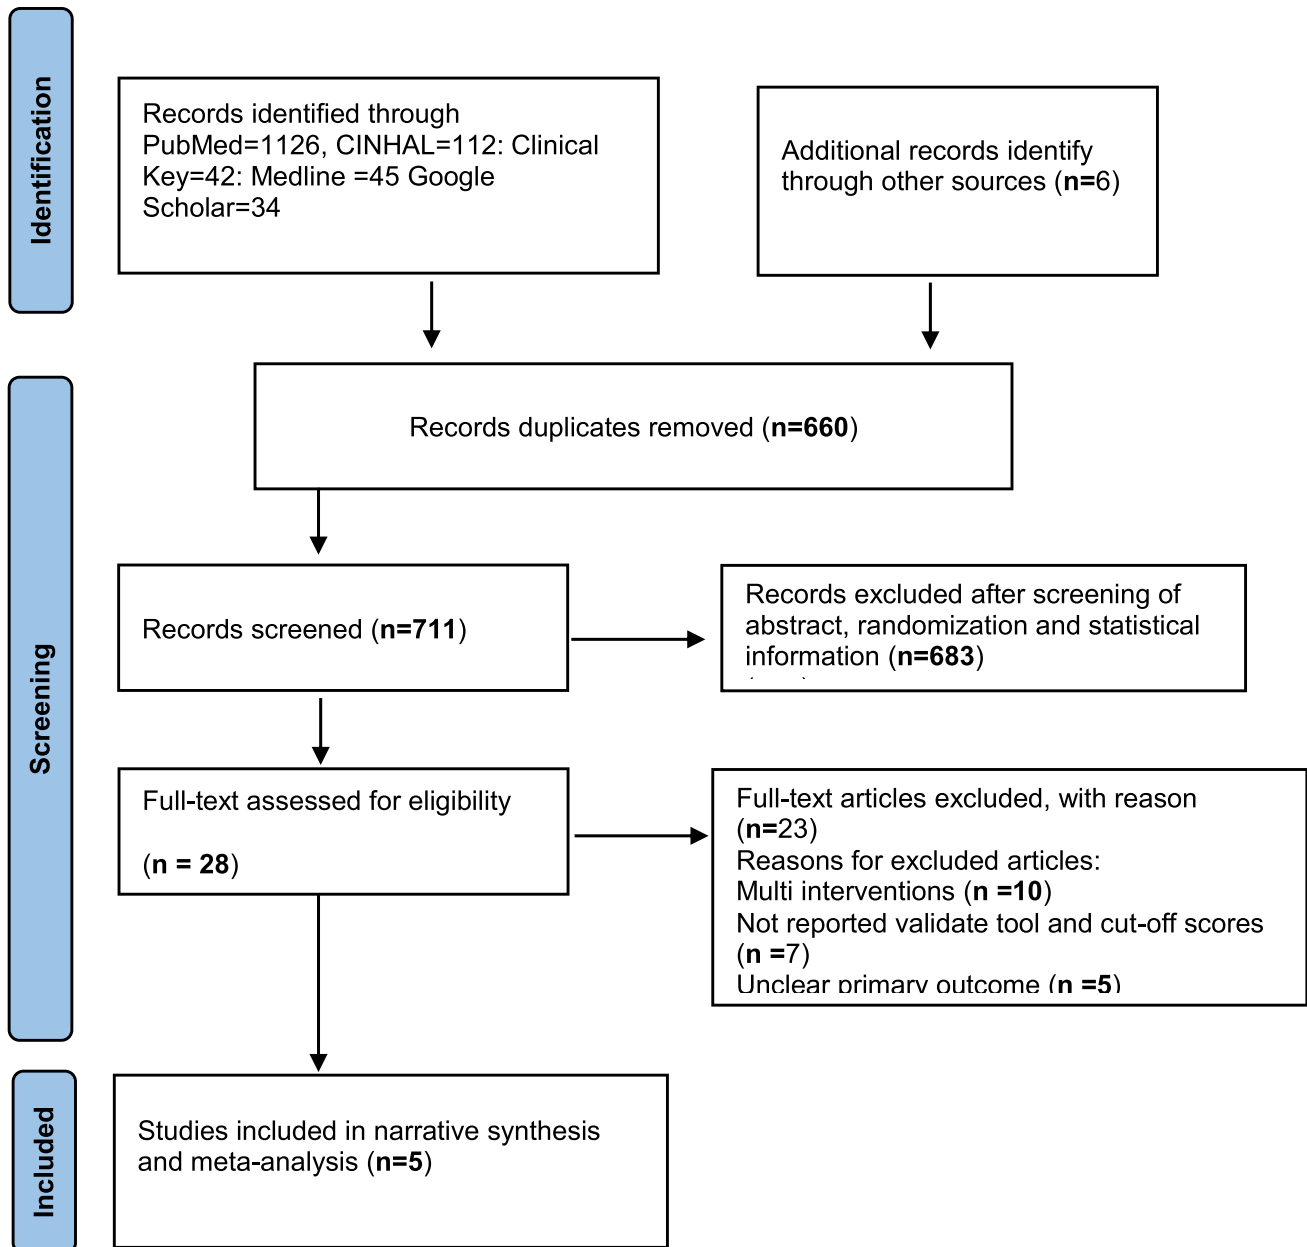 Identification
Records identified through
PubMed=1126, CINHAL=112: Clinical
Key=42: Medline =45 Google
Scholar=34
Additional records identify
through other sources (n=6)
Records duplicates removed (n=660)
Screening
Records screened (n=711)
Records excluded after screening of
abstract, randomization and statistical
information (n=683)
Full-text assessed for eligibility
(n = 28)
Full-text articles excluded, with reason
(n=23)
Reasons for excluded articles:
Multi interventions (n =10)
Not reported validate tool and cut-off scores
(n =7)
Unclear primary outcome (n =5)
Included
Studies included in narrative synthesis
and meta-analysis (n=5)